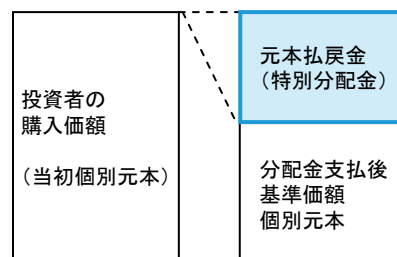 投資者の
購入価額
（当初個別元本）
元本払戻金
（特別分配金）
分配金支払後
基準価額
個別元本